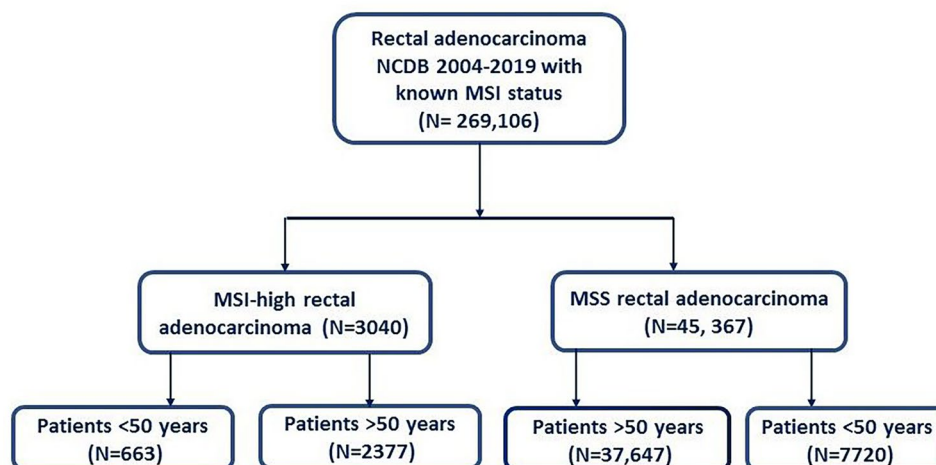 Rectal adenocarcinoma
NCDB 2004-2019 with
known MSI status
(N= 269,106)
MSI-high rectal
adenocarcinoma (N=3040)
MSS rectal adenocarcinoma
(N=45, 367)
Patients <50 years
(N=663)
Patients >50 years
(N=2377)
Patients >50 years
(N=37,647)
Patients <50 years
(N=7720)